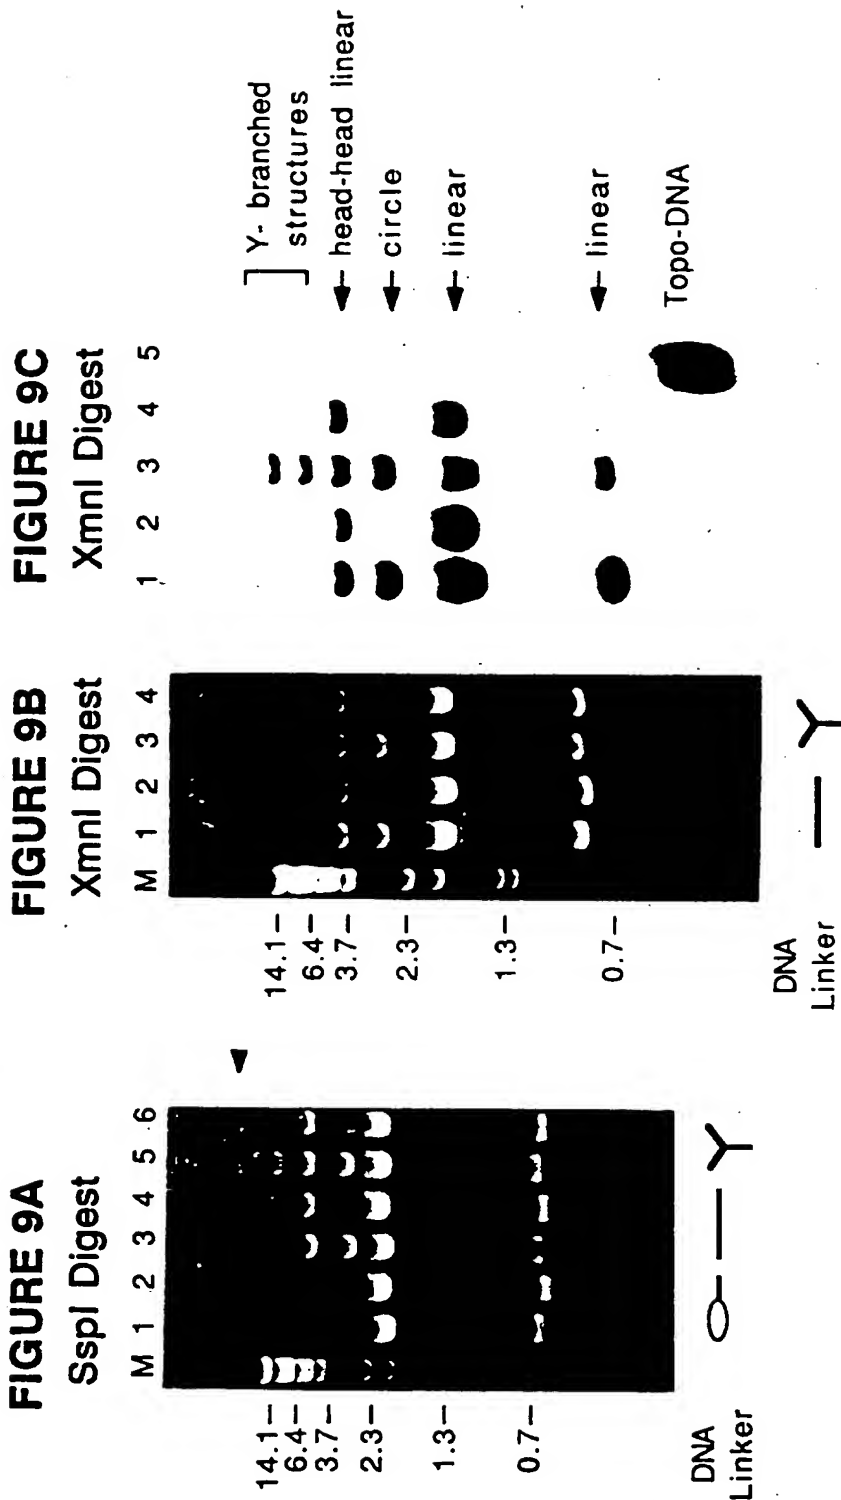 FIGURE 9A
SspI Digest
M 1 2 3 4 5 6
14.1
6.4
3.7
2.3
1.3
0.7
DNA
Linker
FIGURE 9B
XmnI Digest
M 1 2 3 4
14.1
6.4
3.7
2.3
1.3
0.7
DNA
Linker
FIGURE 9C
XmnI Digest
1 2 3 4 5
Y- branched
structures
head-head linear
circle
linear
linear
Topo-DNA